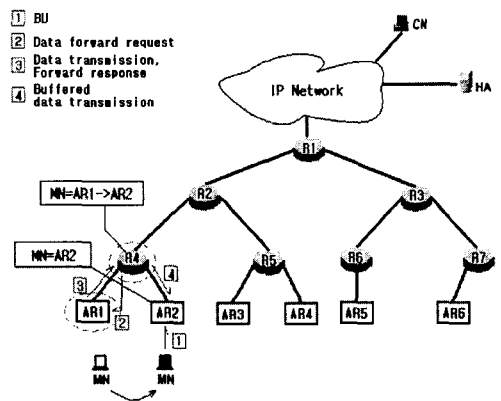 1 BU
2 Data forward request
3 Data transmission,
Forward response
4 Buffered
data transmission
CN
IP Network
HA
R1
MN=AR1->AR2
R2
R3
MN=AR2
R4
R5
R6
R7
3
4
AR1
2
AR2
AR3
AR4
AR5
AR6
1
MN
MN